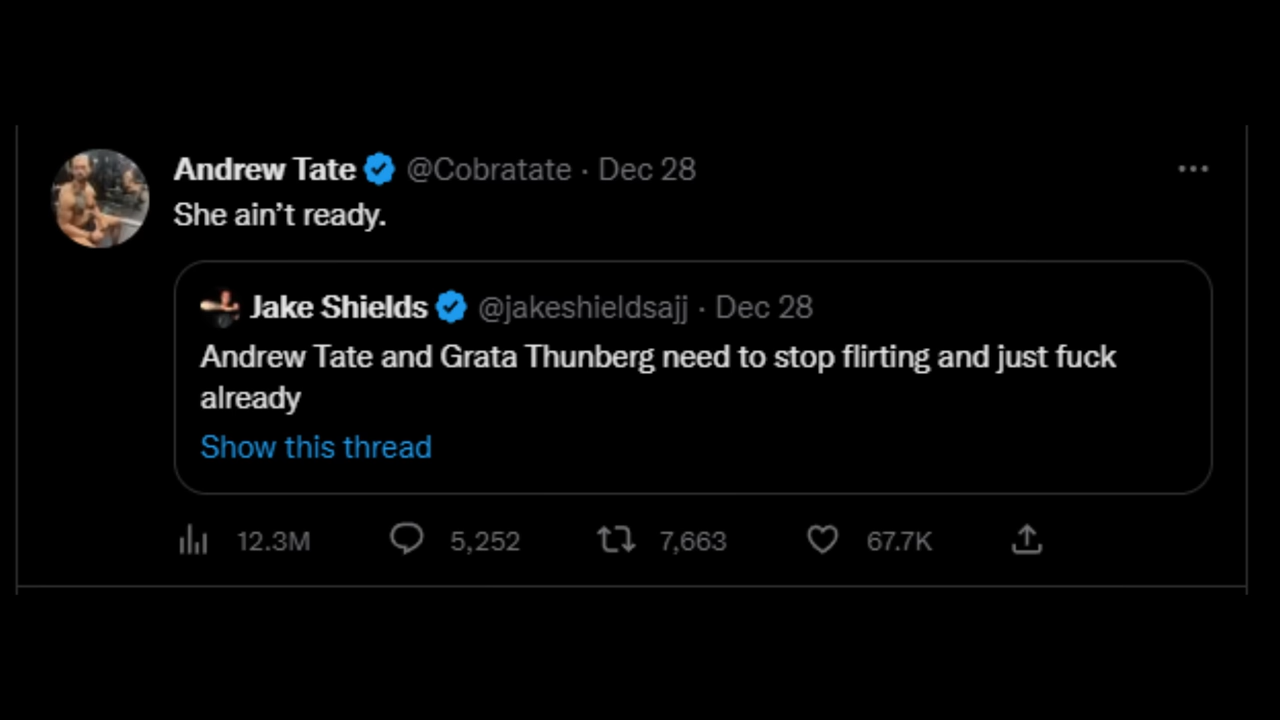 Andrew Tate @Cobratate · Dec 28
She ain’t ready.
Jake Shields @jakeshieldsajj · Dec 28
Andrew Tate and Grata Thunberg need to stop flirting and just fuck
already
Show this thread
12.3M 5,252 7,663 67.7K